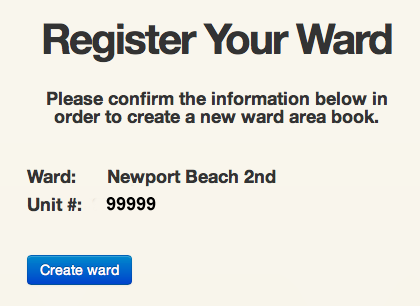 Register Your Ward
Please confirm the information below in
order to create a new ward area book.
Ward: Newport Beach 2nd
Unit #: 99999
Create ward